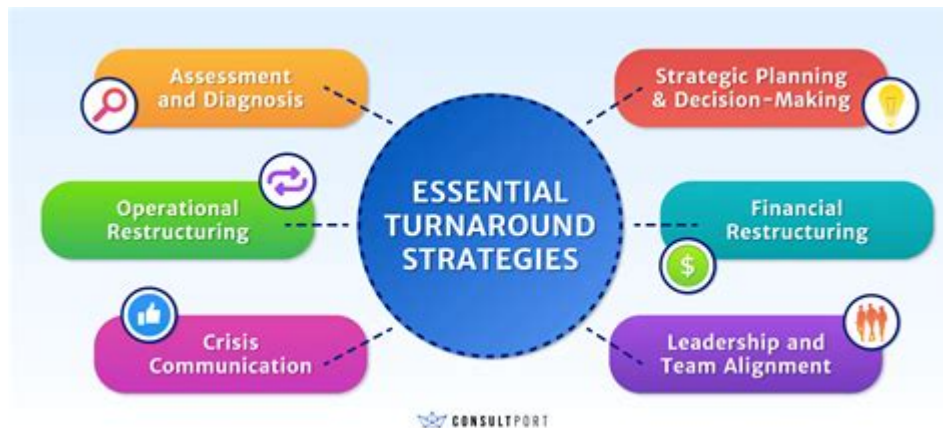 Assessment
and Diagnosis
Strategic Planning
& Decision-Making
Operational
Restructuring
ESSENTIAL
TURNAROUND
STRATEGIES
Financial
Restructuring
$
Crisis
Communication
Leadership and
Team Alignment
CONSULTPORT